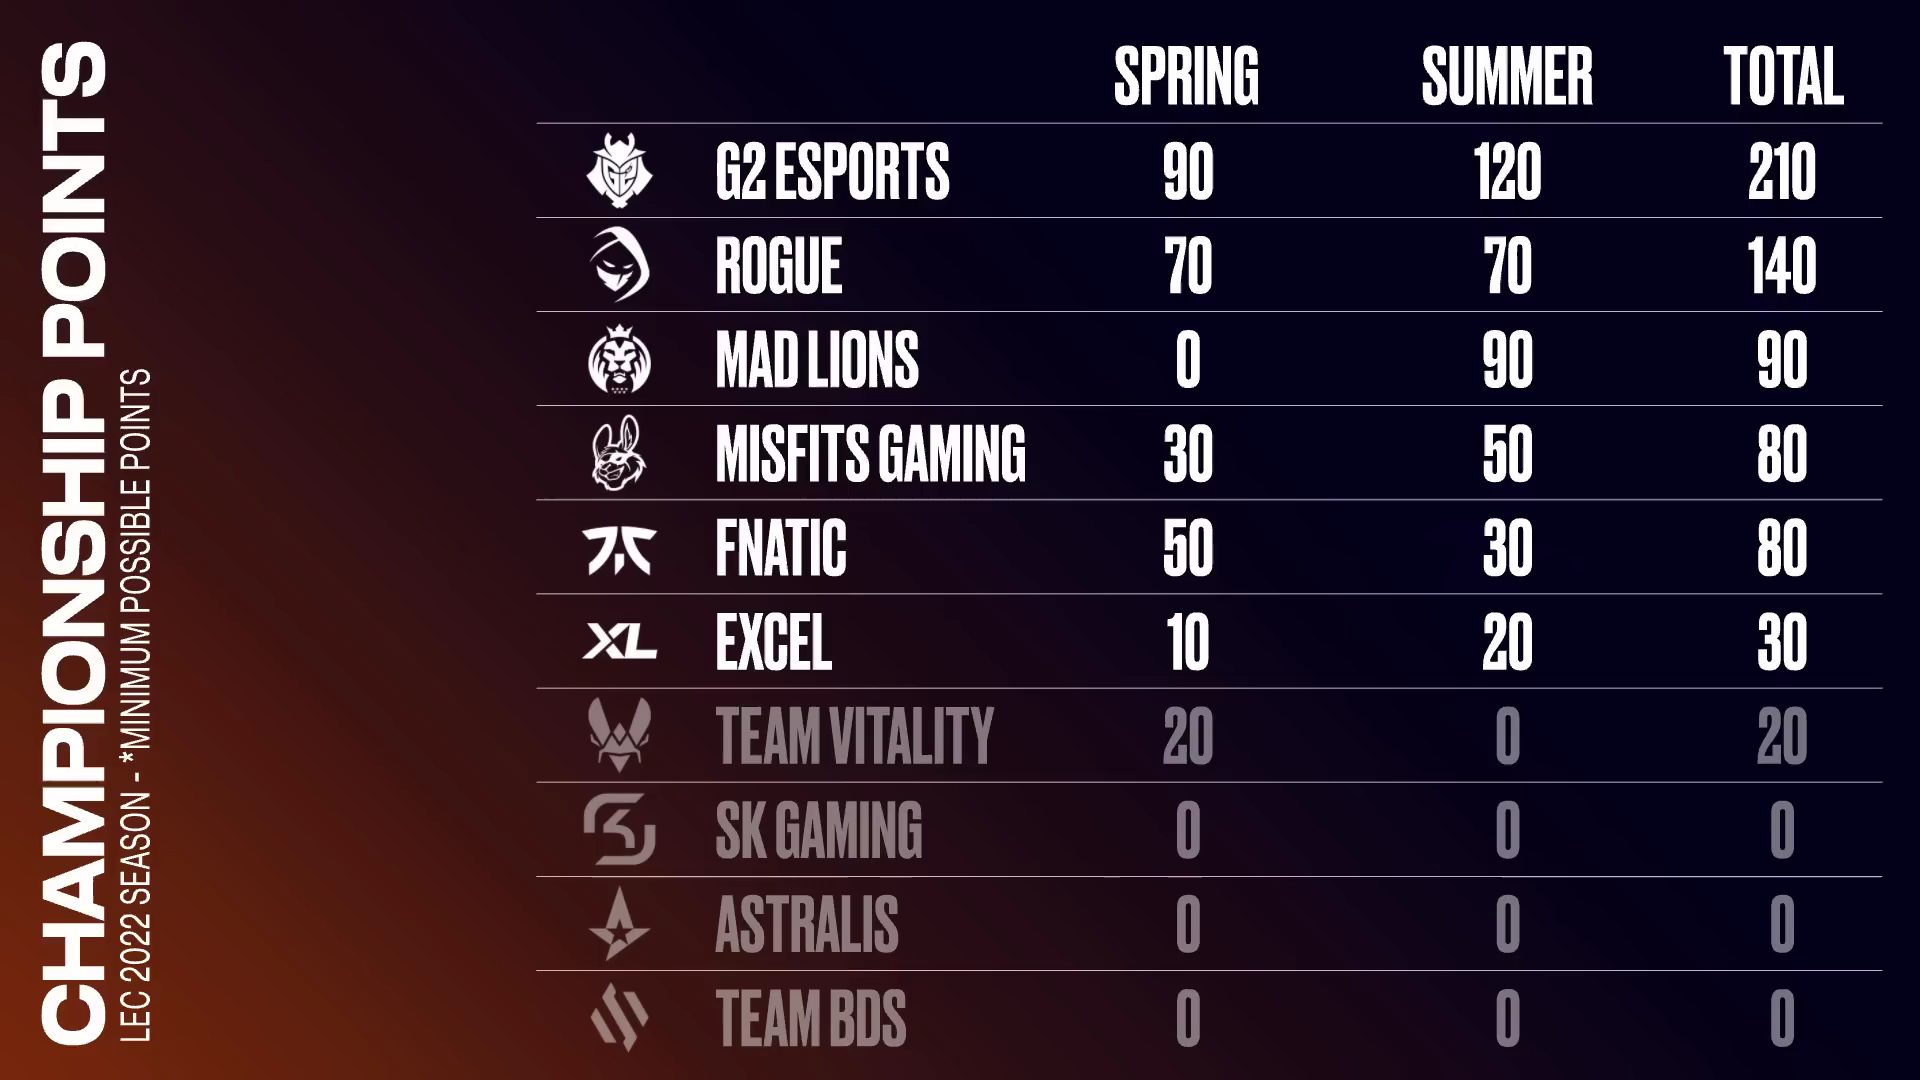 CHAMPIONSHIP POINTS
LEC 2022 SEASON - *MINIMUM POSSIBLE POINTS
SPRING SUMMER TOTAL
G2 ESPORTS 90 120 210
ROGUE 70 70 140
MAD LIONS 0 90 90
MISFITS GAMING 30 50 80
FNATIC 50 30 80
XL EXCEL 10 20 30
TEAM VITALITY 20 0 20
SK GAMING 0 0 0
ASTRALIS 0 0 0
TEAM BDS 0 0 0